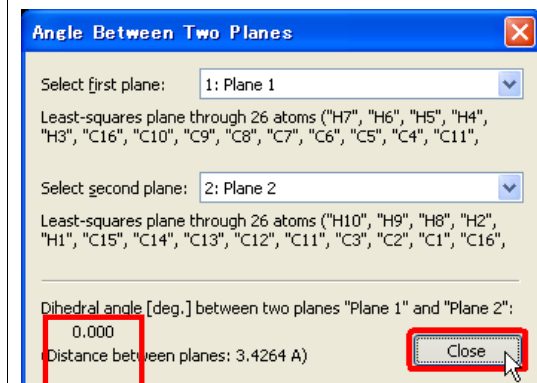 Angle Between Two Planes
Select first plane: 1: Plane 1
Least-squares plane through 26 atoms ("H7", "H6", "H5", "H4",
"H3", "C16", "C10", "C9", "C8", "C7", "C6", "C5", "C4", "C11",
Select second plane: 2: Plane 2
Least-squares plane through 26 atoms ("H10", "H9", "H8", "H2",
"H1", "C15", "C14", "C13", "C12", "C11", "C3", "C2", "C1", "C16",
Dihedral angle [deg.] between two planes "Plane 1" and "Plane 2":
0.000
(Distance between planes: 3.4264 A)
Close